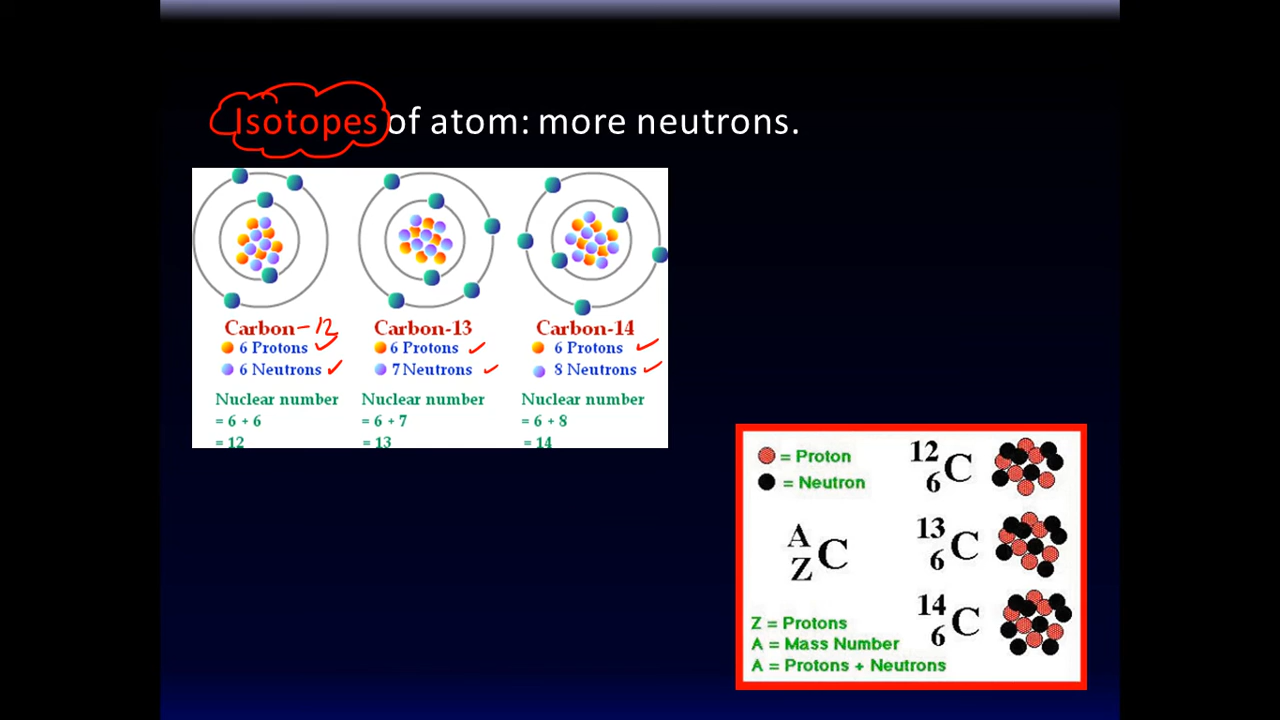 Isotopes of atom: more neutrons.
Carbon-12
6 Protons
6 Neutrons
Nuclear number
= 6 + 6
= 12
Carbon-13
6 Protons
7 Neutrons
Nuclear number
= 6 + 7
= 13
Carbon-14
6 Protons
8 Neutrons
Nuclear number
= 6 + 8
= 14
= Proton
= Neutron
A
Z C
Z = Protons
A = Mass Number
A = Protons + Neutrons
12
6 C
13
6 C
14
6 C